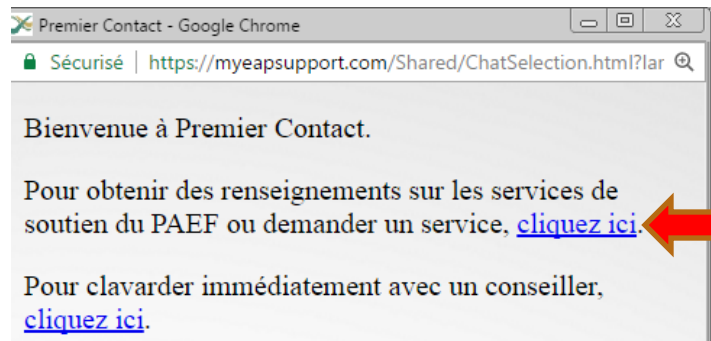 Premier Contact - Google Chrome
Sécurisé | https://myeapsupport.com/Shared/ChatSelection.html?lar
Bienvenue à Premier Contact.
Pour obtenir des renseignements sur les services de
soutien du PAEF ou demander un service, cliquez ici.
Pour clavarder immédiatement avec un conseiller,
cliquez ici.